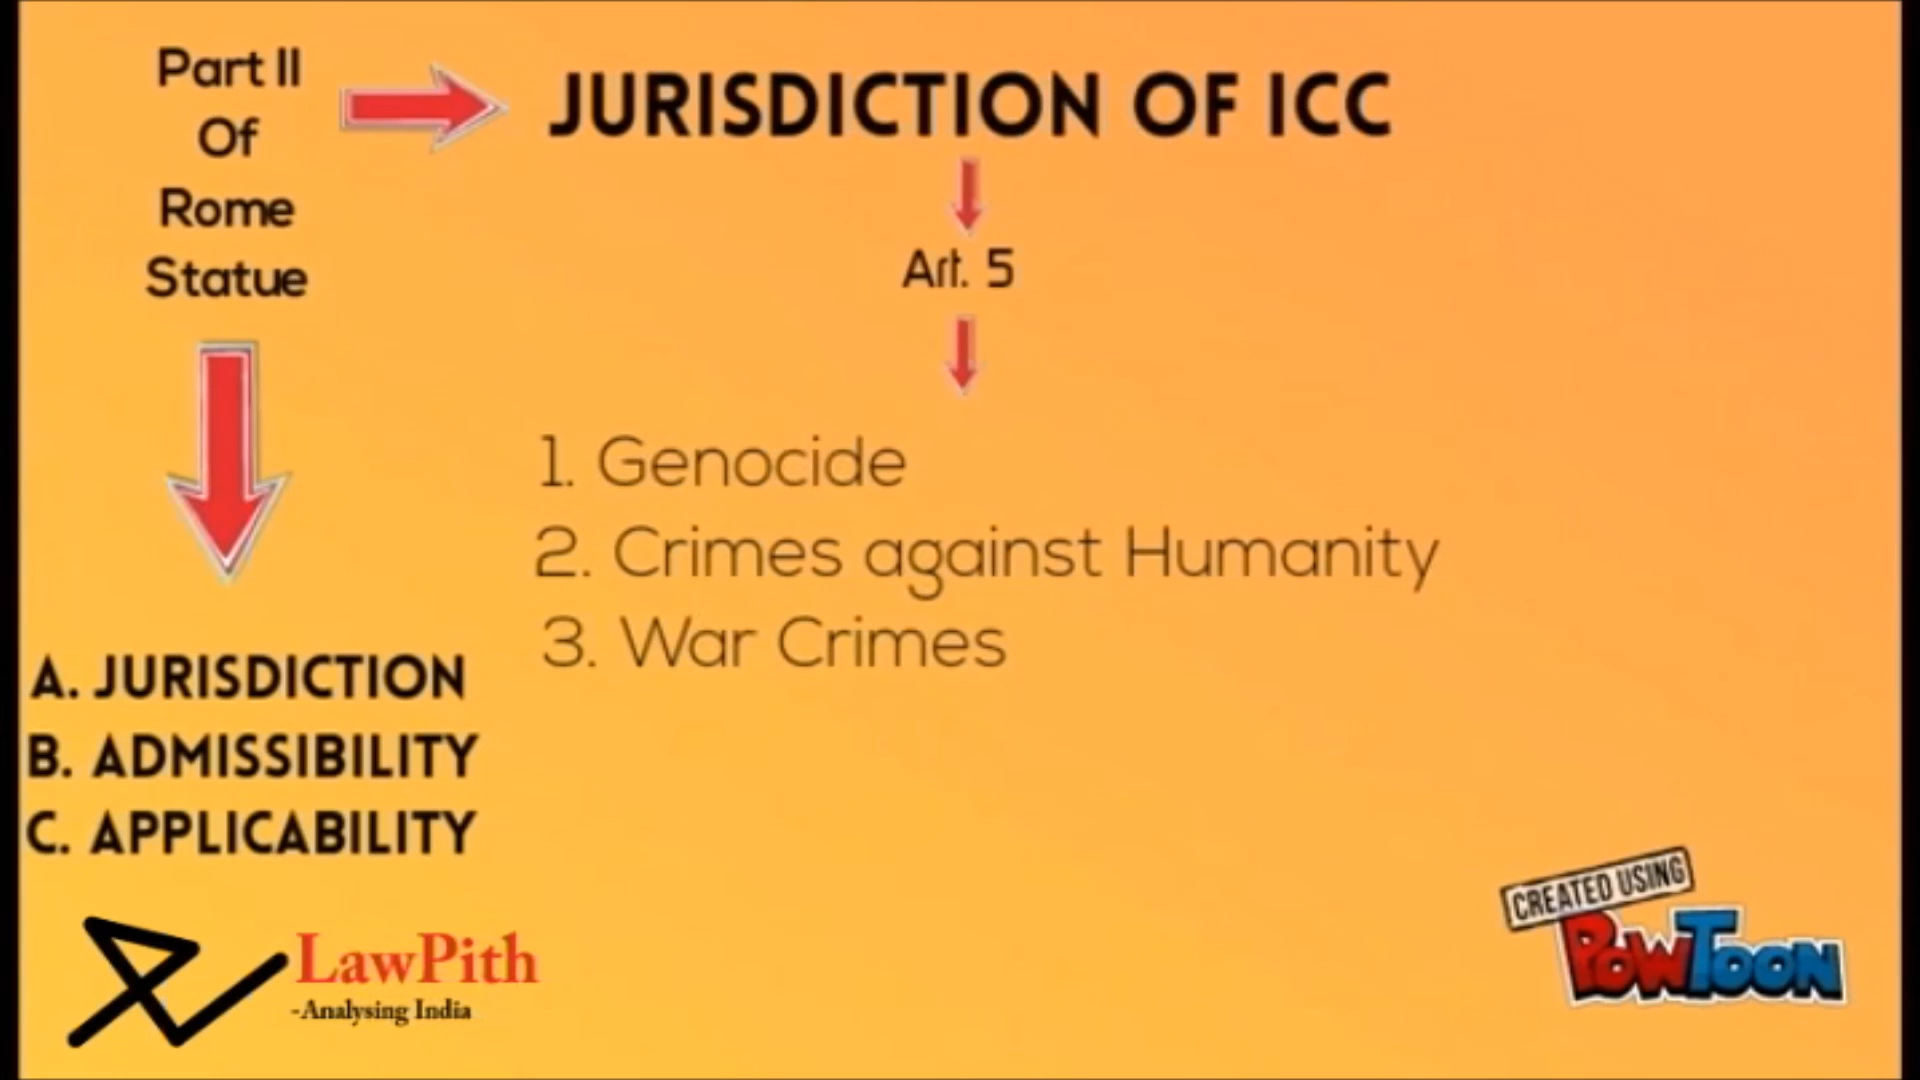 Part II
Of
Rome
Statue
JURISDICTION OF ICC
Art. 5
1. Genocide
2. Crimes against Humanity
3. War Crimes
A. JURISDICTION
B. ADMISSIBILITY
C. APPLICABILITY
LawPith
-Analysing India
CREATED USING
POWTOON